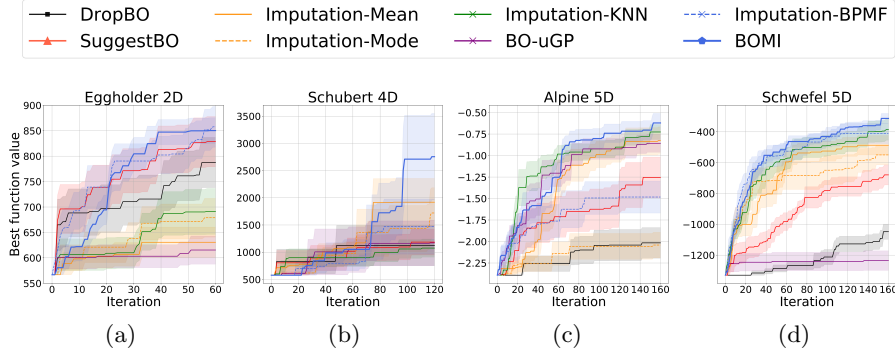 DropBO Imputation-Mean Imputation-KNN Imputation-BPMF
SuggestBO Imputation-Mode BO-uGP BOMI
Eggholder 2D Schubert 4D Alpine 5D Schwefel 5D
Best function value
900
850
800
750
700
650
600
550
0 10 20 30 40 50 60
Iteration
3500
3000
2500
2000
1500
1000
500
0 20 40 60 80 100 120
Iteration
−0.50
−0.75
−1.00
−1.25
−1.50
−1.75
−2.00
−2.25
0 20 40 60 80 100 120 140 160
Iteration
−400
−600
−800
−1000
−1200
0 20 40 60 80 100 120 140 160
Iteration
(a) (b) (c) (d)